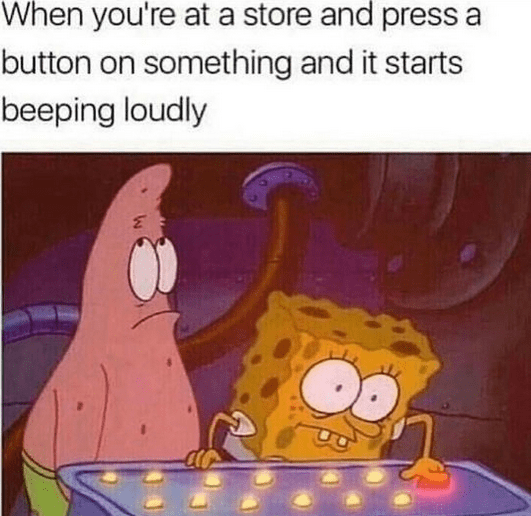 When you're at a store and press a
button on something and it starts
beeping loudly